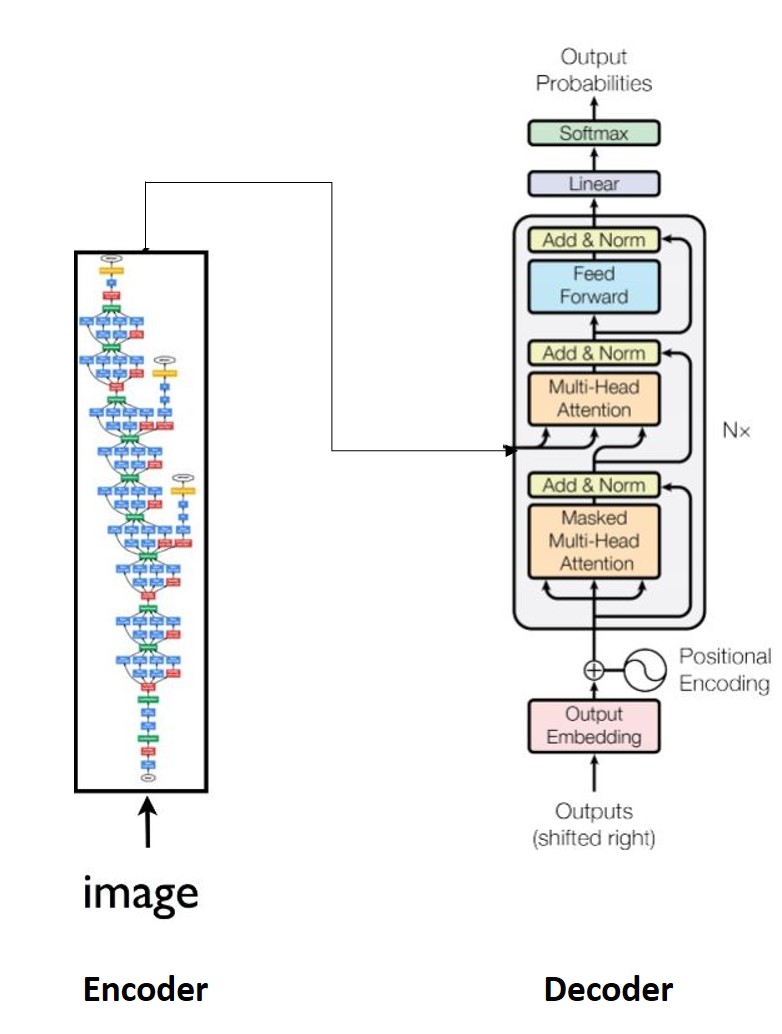 Output
Probabilities
Softmax
Linear
Add & Norm
Feed
Forward
Add & Norm
Multi-Head
Attention
Nx
Add & Norm
Masked
Multi-Head
Attention
Positional
Encoding
Output
Embedding
Outputs
(shifted right)
image
Encoder
Decoder